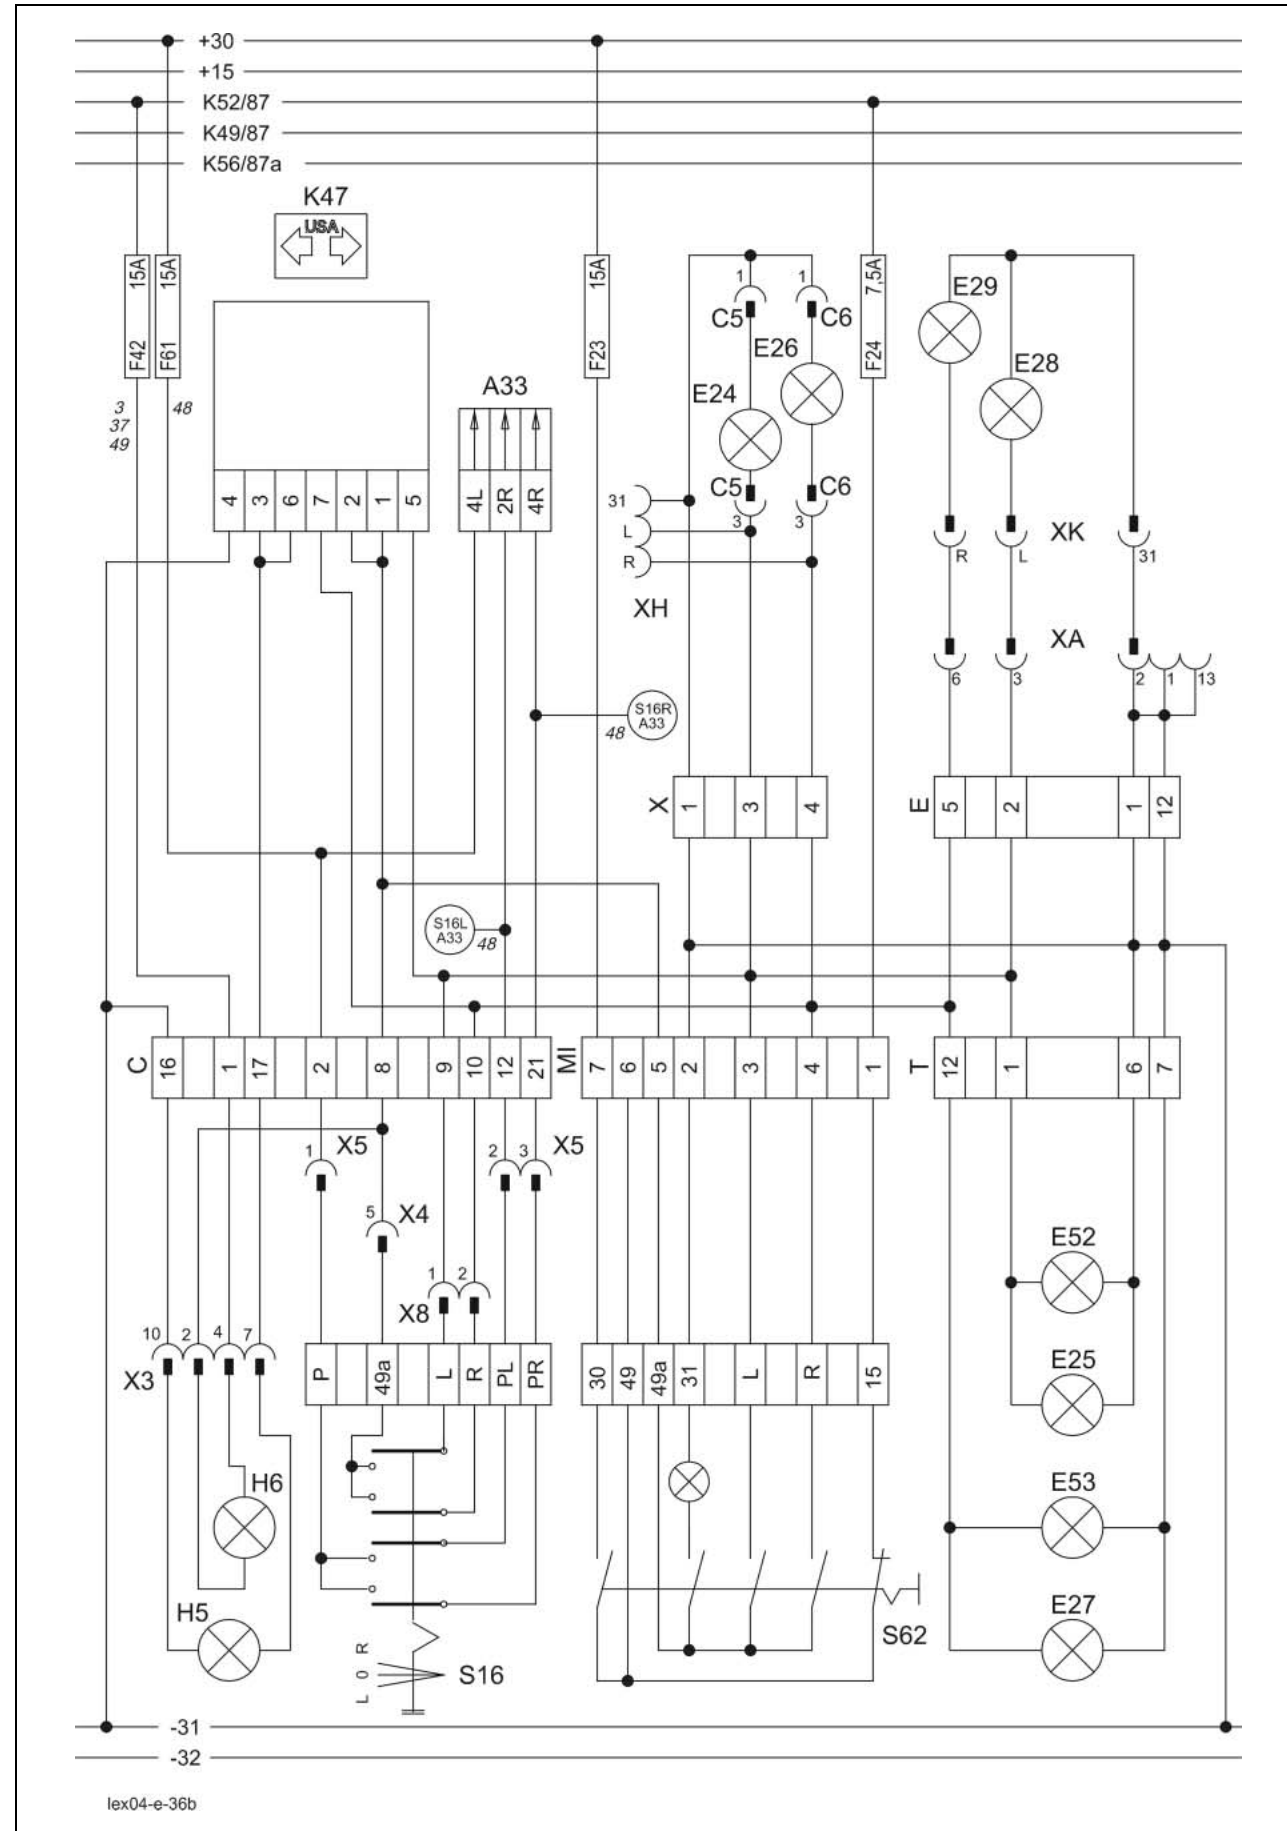 +30
+15
K52/87
K49/87
K56/87a
K47
USA
15A
15A
15A
7,5A
F42
F61
F23
F24
1
1
C5
C6
E29
E26
E28
E24
3
37
49
48
A33
4
3
6
7
2
1
5
4L
2R
4R
C5
C6
3
3
31
L
R
XH
XK
R
L
31
XA
6
3
2
1
13
S16R
A33
48
X
1
3
4
E
5
2
1
12
S16L
A33
48
C
16
1
17
2
8
9
10
12
21
MI
7
6
5
2
3
4
1
T
12
1
6
7
1
X5
2
3
X5
5
X4
1
2
X8
E52
10
2
4
7
X3
P
49a
L
R
PL
PR
30
49
49a
31
L
R
15
E25
H6
E53
H5
E27
S62
L
0
R
S16
-31
-32
lex04-e-36b